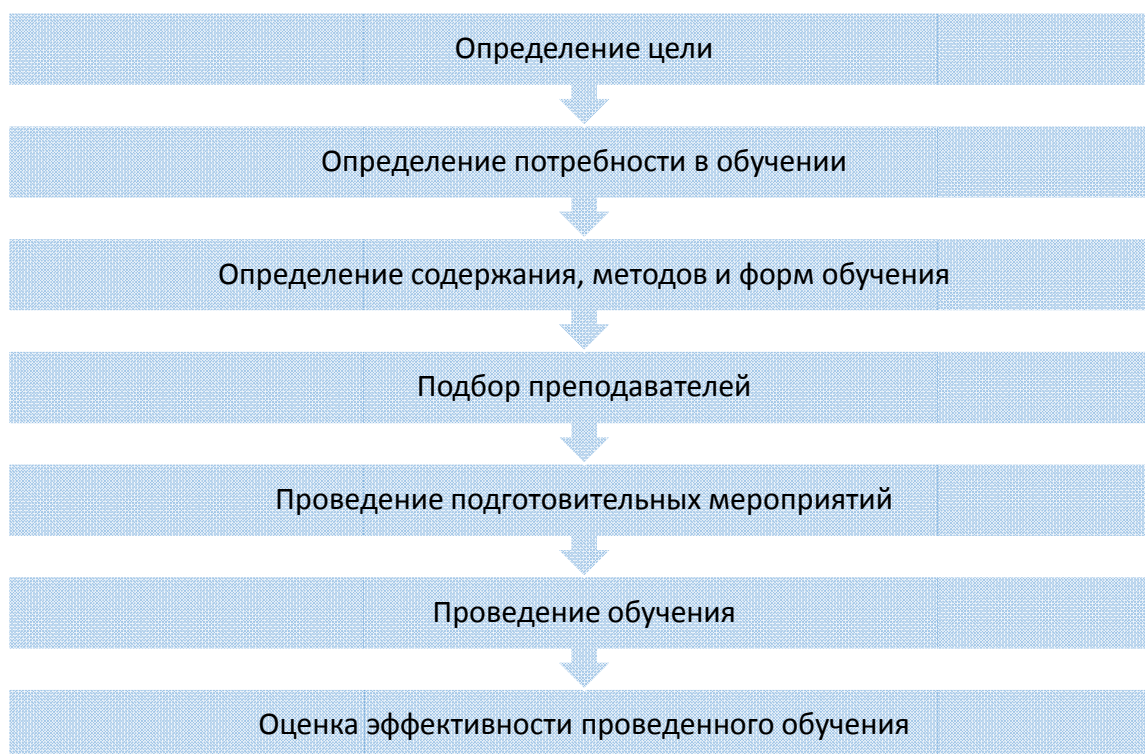 Определение цели
Определение потребности в обучении
Определение содержания, методов и форм обучения
Подбор преподавателей
Проведение подготовительных мероприятий
Проведение обучения
Оценка эффективности проведенного обучения